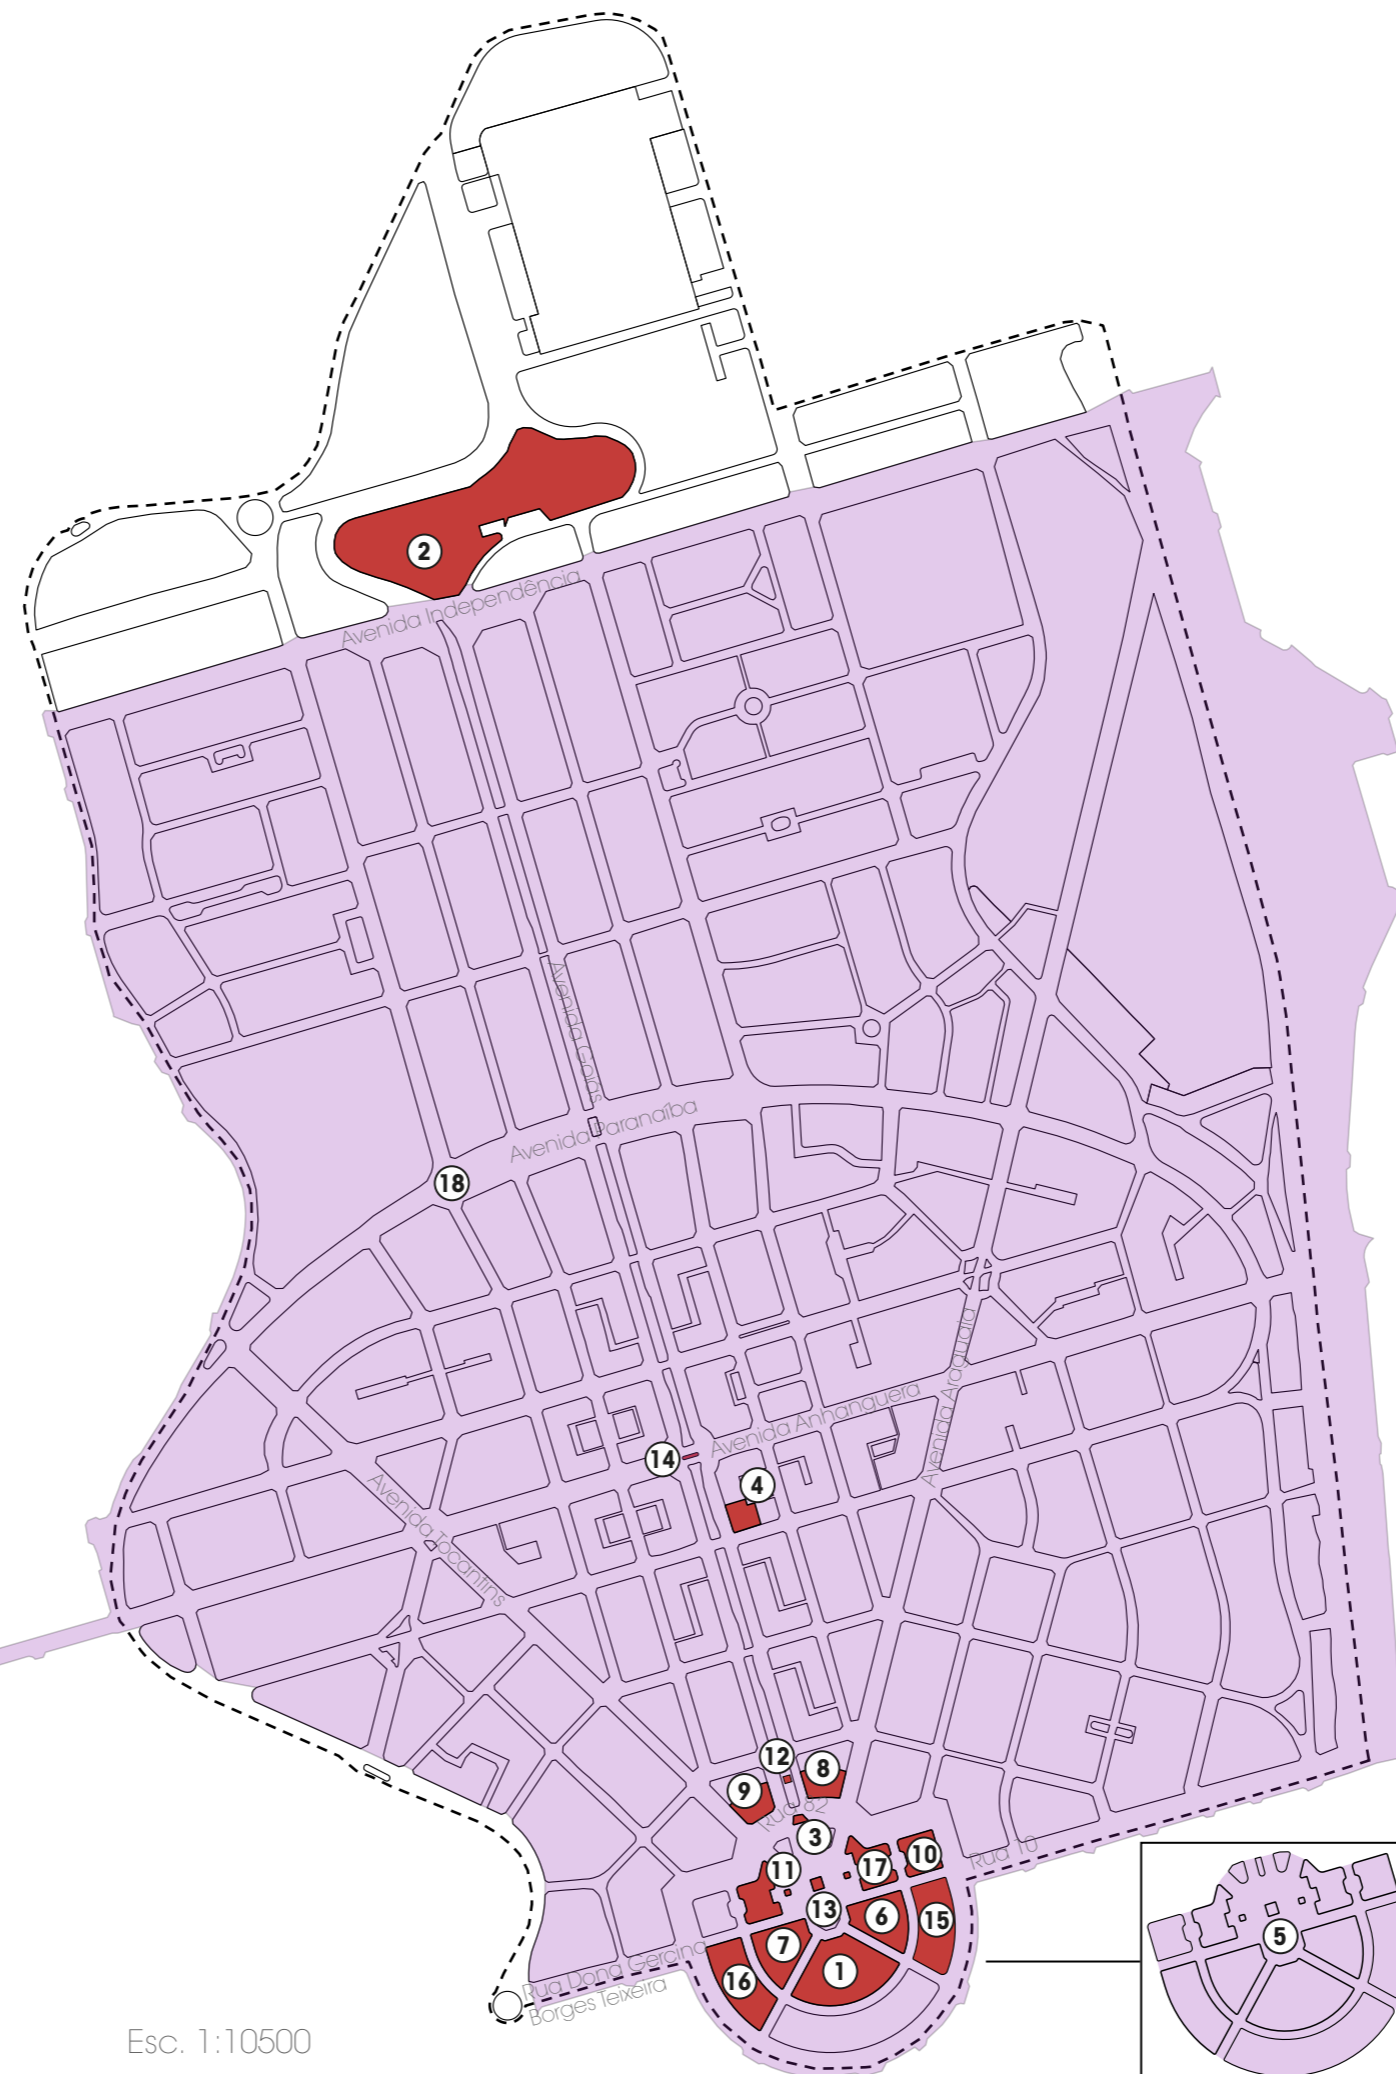 2
Avenida Independência
Avenida Goiás
Avenida Paranaíba
18
Avenida Araguaia
Avenida Anhanguera
14
4
Avenida Tocantins
12
8
9
Rua 82
3
Rua 10
11
17
10
13
6
15
7
5
1
16
Rua Dona Gercina
Borges Teixeira
Esc. 1:10500